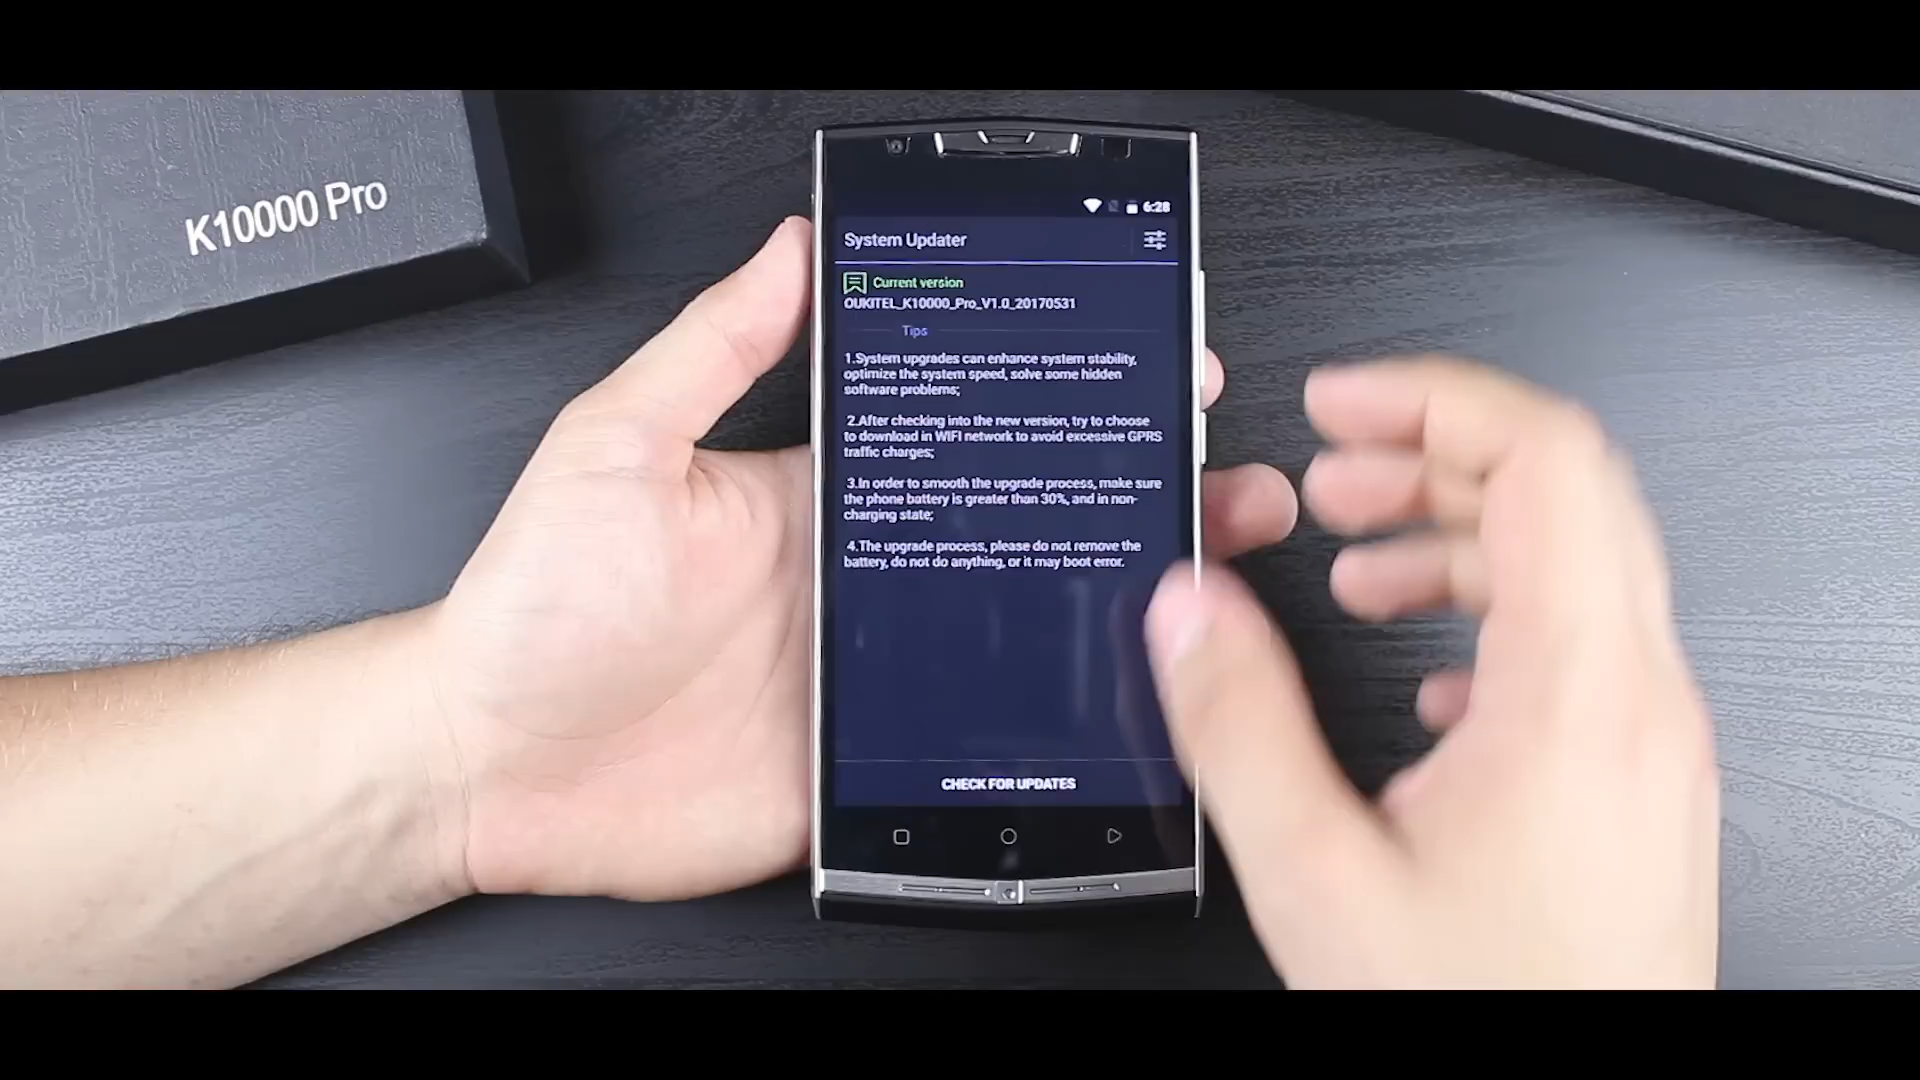 K10000 Pro
6:28
System Updater
Current version
OUKITEL_K10000_Pro_V1.0_20170531
Tips
1.System upgrades can enhance system stability,
optimize the system speed, solve some hidden
software problems;
2.After checking into the new version, try to choose
to download in WIFI network to avoid excessive GPRS
traffic charges;
3.In order to smooth the upgrade process, make sure
the phone battery is greater than 30%, and in non-
charging state;
4.The upgrade process, please do not remove the
battery, do not do anything, or it may boot error.
CHECK FOR UPDATES